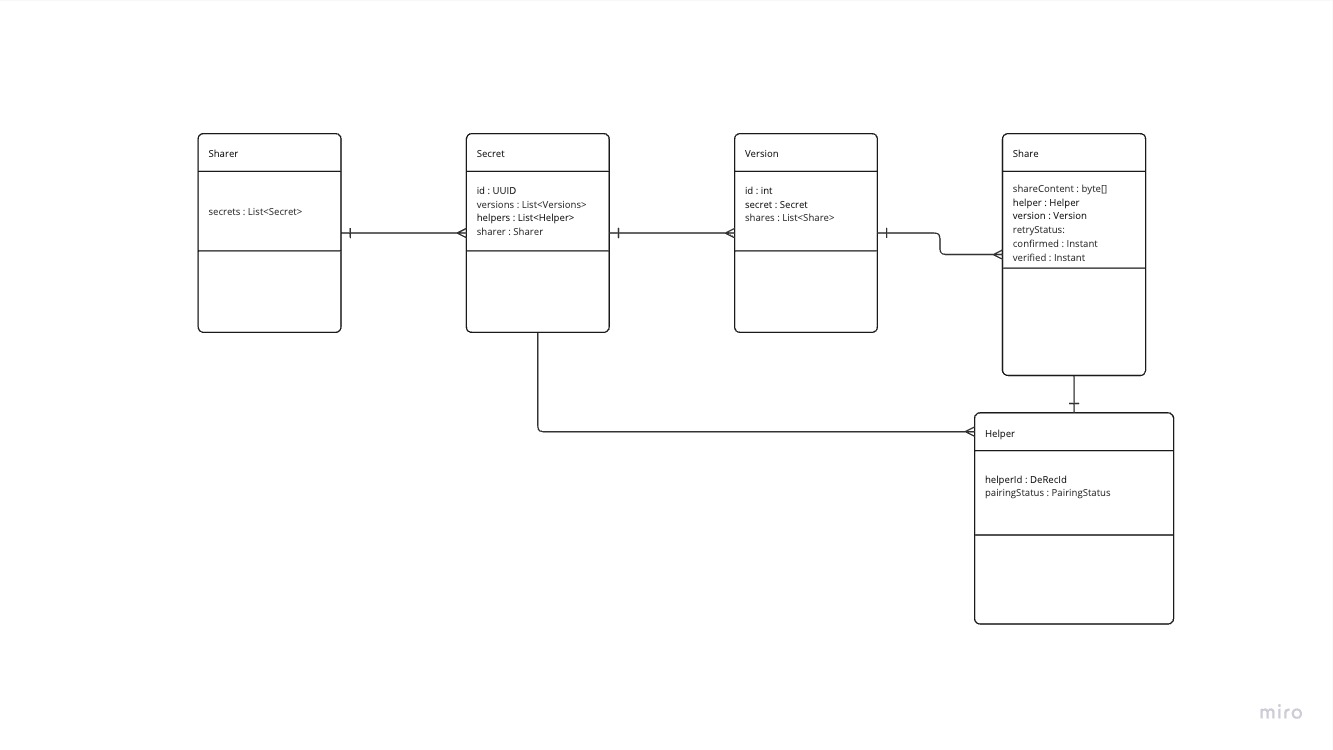 Sharer
secrets : List<Secret>
Secret
id : UUID
versions : List<Versions>
helpers : List<Helper>
sharer : Sharer
Version
id : int
secret : Secret
shares : List<Share>
Share
shareContent : byte[]
helper : Helper
version : Version
retryStatus:
confirmed : Instant
verified : Instant
Helper
helperId : DeRecId
pairingStatus : PairingStatus
miro